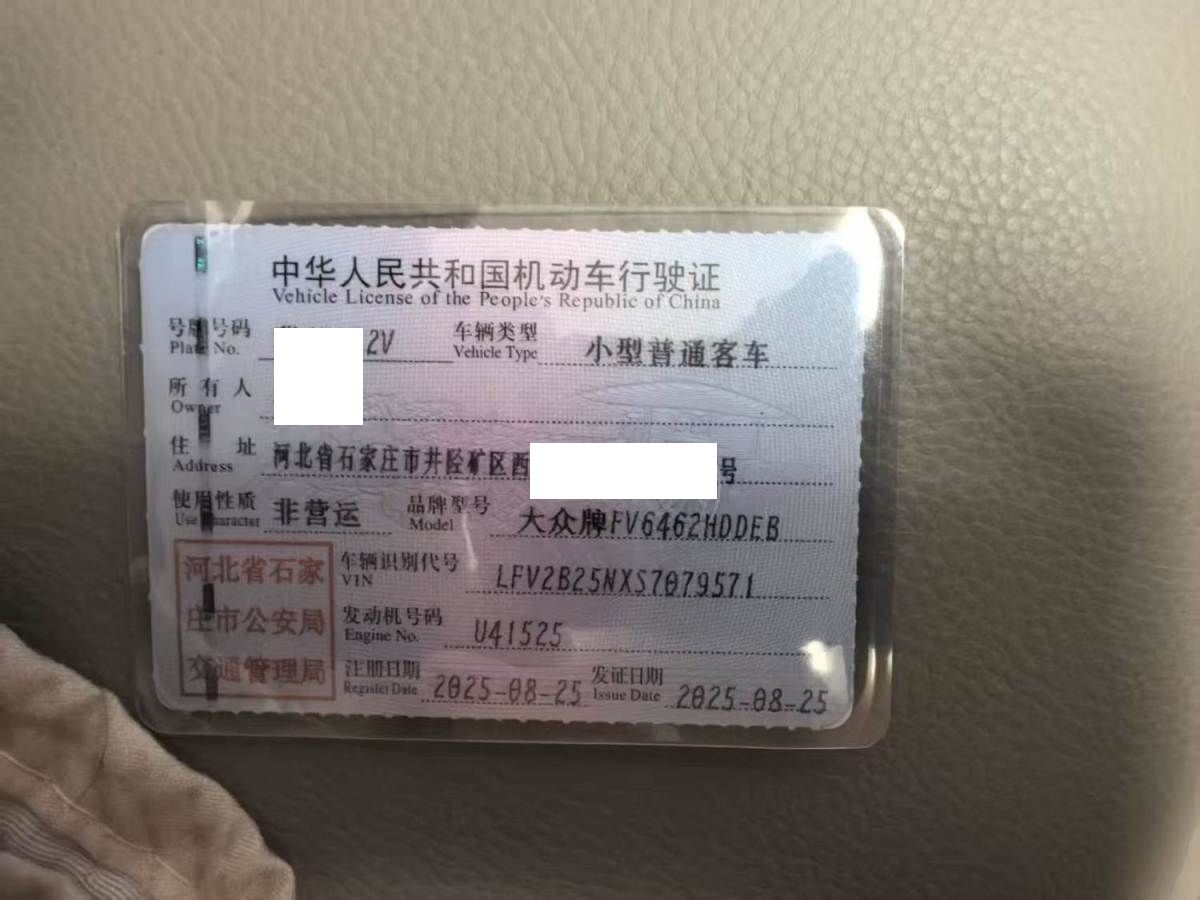 中华人民共和国机动车行驶证
Vehicle License of the People's Republic of China
号牌号码 2V 车辆类型 小型普通客车
Plate No. Vehicle Type
所有人
Owner
住址 河北省石家庄市井陉矿区西 号
Address
使用性质 非营运 品牌型号 大众牌FV6462HDDEB
Use Character Model
河北省石家庄市公安局交通管理局
车辆识别代号 LFV2B25NXS7079571
VIN
发动机号码 U41525
Engine No.
注册日期 2025-08-25 发证日期 2025-08-25
Register Date Issue Date